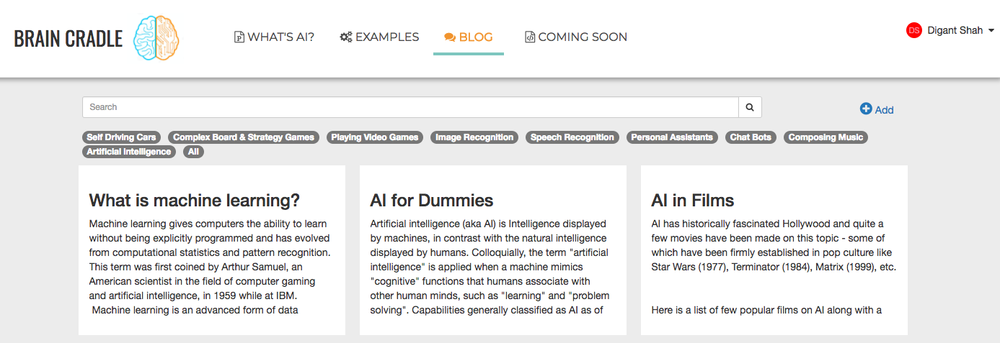 BRAIN CRADLE
WHAT'S AI?
EXAMPLES
BLOG
COMING SOON
DS Digant Shah
Search
Add
Self Driving Cars Complex Board & Strategy Games Playing Video Games Image Recognition Speech Recognition Personal Assistants Chat Bots Composing Music
Artificial Intelligence All
What is machine learning?
Machine learning gives computers the ability to learn
without being explicitly programmed and has evolved
from computational statistics and pattern recognition.
This term was first coined by Arthur Samuel, an
American scientist in the field of computer gaming
and artificial intelligence, in 1959 while at IBM.
Machine learning is an advanced form of data
AI for Dummies
Artificial intelligence (aka AI) is Intelligence displayed
by machines, in contrast with the natural intelligence
displayed by humans. Colloquially, the term "artificial
intelligence" is applied when a machine mimics
"cognitive" functions that humans associate with
other human minds, such as "learning" and "problem
solving". Capabilities generally classified as AI as of
AI in Films
AI has historically fascinated Hollywood and quite a
few movies have been made on this topic - some of
which have been firmly established in pop culture like
Star Wars (1977), Terminator (1984), Matrix (1999), etc.
Here is a list of few popular films on AI along with a